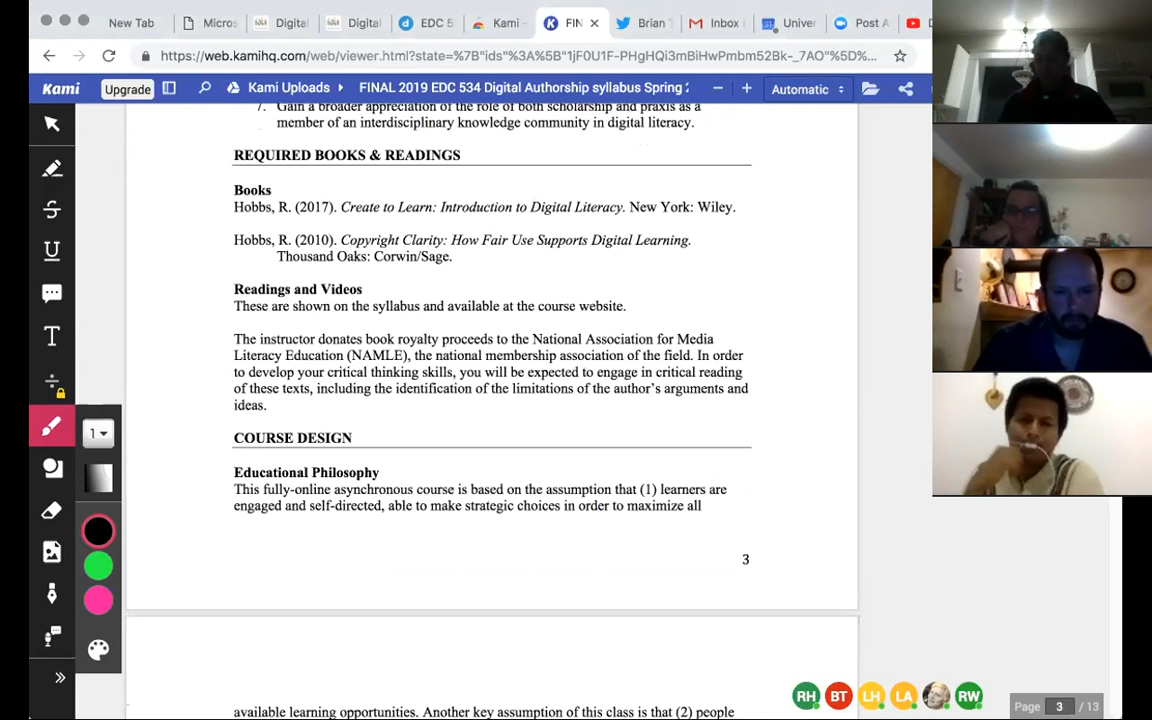 New Tab
Micros
Digital
Digital
EDC 5
Kami -
FIN
Brian T
Inbox (
Univer
Post A
https://web.kamihq.com/web/viewer.html?state=%7B"ids"%3A%5B"1jF0U1F-PHgHQi3mBiHwPmbm52Bk-_7AO"%5D%...
Kami
Upgrade
Kami Uploads
FINAL 2019 EDC 534 Digital Authorship syllabus Spring 2
Automatic
7. Gain a broader appreciation of the role of both scholarship and praxis as a
member of an interdisciplinary knowledge community in digital literacy.
REQUIRED BOOKS & READINGS
Books
Hobbs, R. (2017). Create to Learn: Introduction to Digital Literacy. New York: Wiley.
Hobbs, R. (2010). Copyright Clarity: How Fair Use Supports Digital Learning.
Thousand Oaks: Corwin/Sage.
Readings and Videos
These are shown on the syllabus and available at the course website.
The instructor donates book royalty proceeds to the National Association for Media
Literacy Education (NAMLE), the national membership association of the field. In order
to develop your critical thinking skills, you will be expected to engage in critical reading
of these texts, including the identification of the limitations of the author's arguments and
ideas.
COURSE DESIGN
Educational Philosophy
This fully-online asynchronous course is based on the assumption that (1) learners are
engaged and self-directed, able to make strategic choices in order to maximize all
3
available learning opportunities. Another key assumption of this class is that (2) people
1
RH
BT
LH
LA
RW
Page 3 / 13